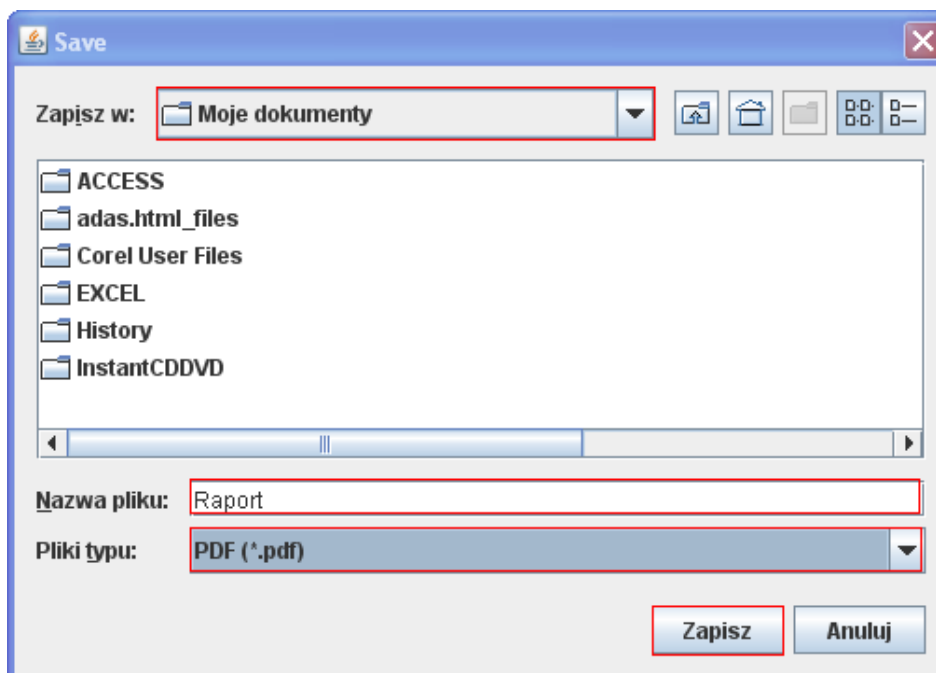 Save
Zapisz w: Moje dokumenty
ACCESS
adas.html_files
Corel User Files
EXCEL
History
InstantCDDVD
Nazwa pliku: Raport
Pliki typu: PDF (*.pdf)
Zapisz Anuluj